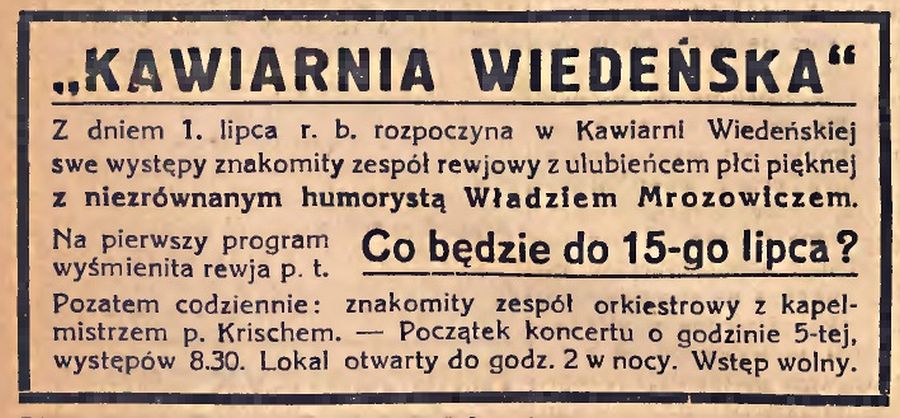 „KAWIARNIA WIEDEŃSKA“
Z dniem 1. lipca r. b. rozpoczyna w Kawiarni Wiedeńskiej
swe występy znakomity zespół rewjowy z ulubieńcem płci pięknej
z niezrównanym humorystą Władziem Mrozowiczem.
Na pierwszy program
wyśmienita rewja p. t.
Co będzie do 15-go lipca?
Pozatem codziennie: znakomity zespół orkiestrowy z kapel-
mistrzem p. Krischem. — Początek koncertu o godzinie 5-tej,
występów 8.30. Lokal otwarty do godz. 2 w nocy. Wstęp wolny.